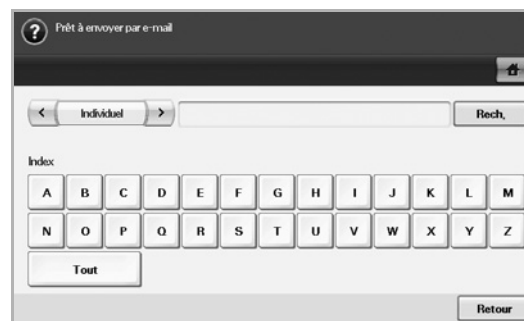 Prêt à envoyer par e-mail
Individuel Rech,
Index
A B C D E F G H I J K L M
N O P Q R S T U V W X Y Z
Tout
Retour